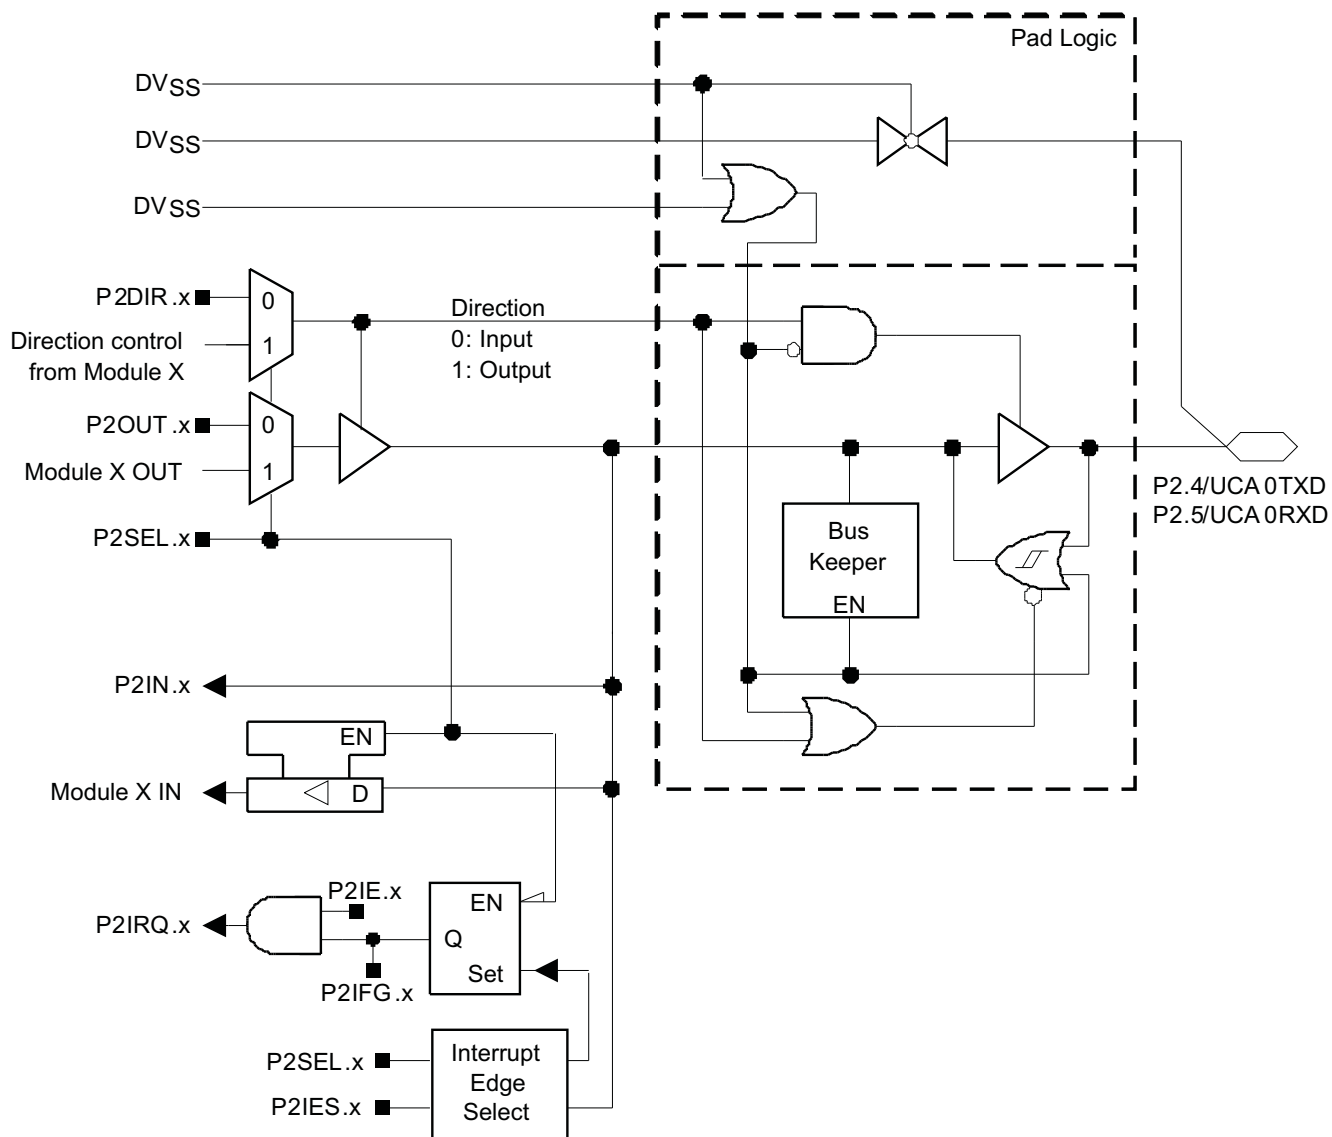 Pad Logic
DVSS
DVSS
DVSS
P2DIR.x
0
Direction control
from Module X
1
Direction
0: Input
1: Output
P2OUT.x
0
Module X OUT
1
P2SEL.x
P2.4/UCA0TXD
P2.5/UCA0RXD
Bus
Keeper
EN
P2IN.x
EN
Module X IN
D
P2IE.x
P2IRQ.x
EN
Q
Set
P2IFG.x
P2SEL.x
P2IES.x
Interrupt
Edge
Select